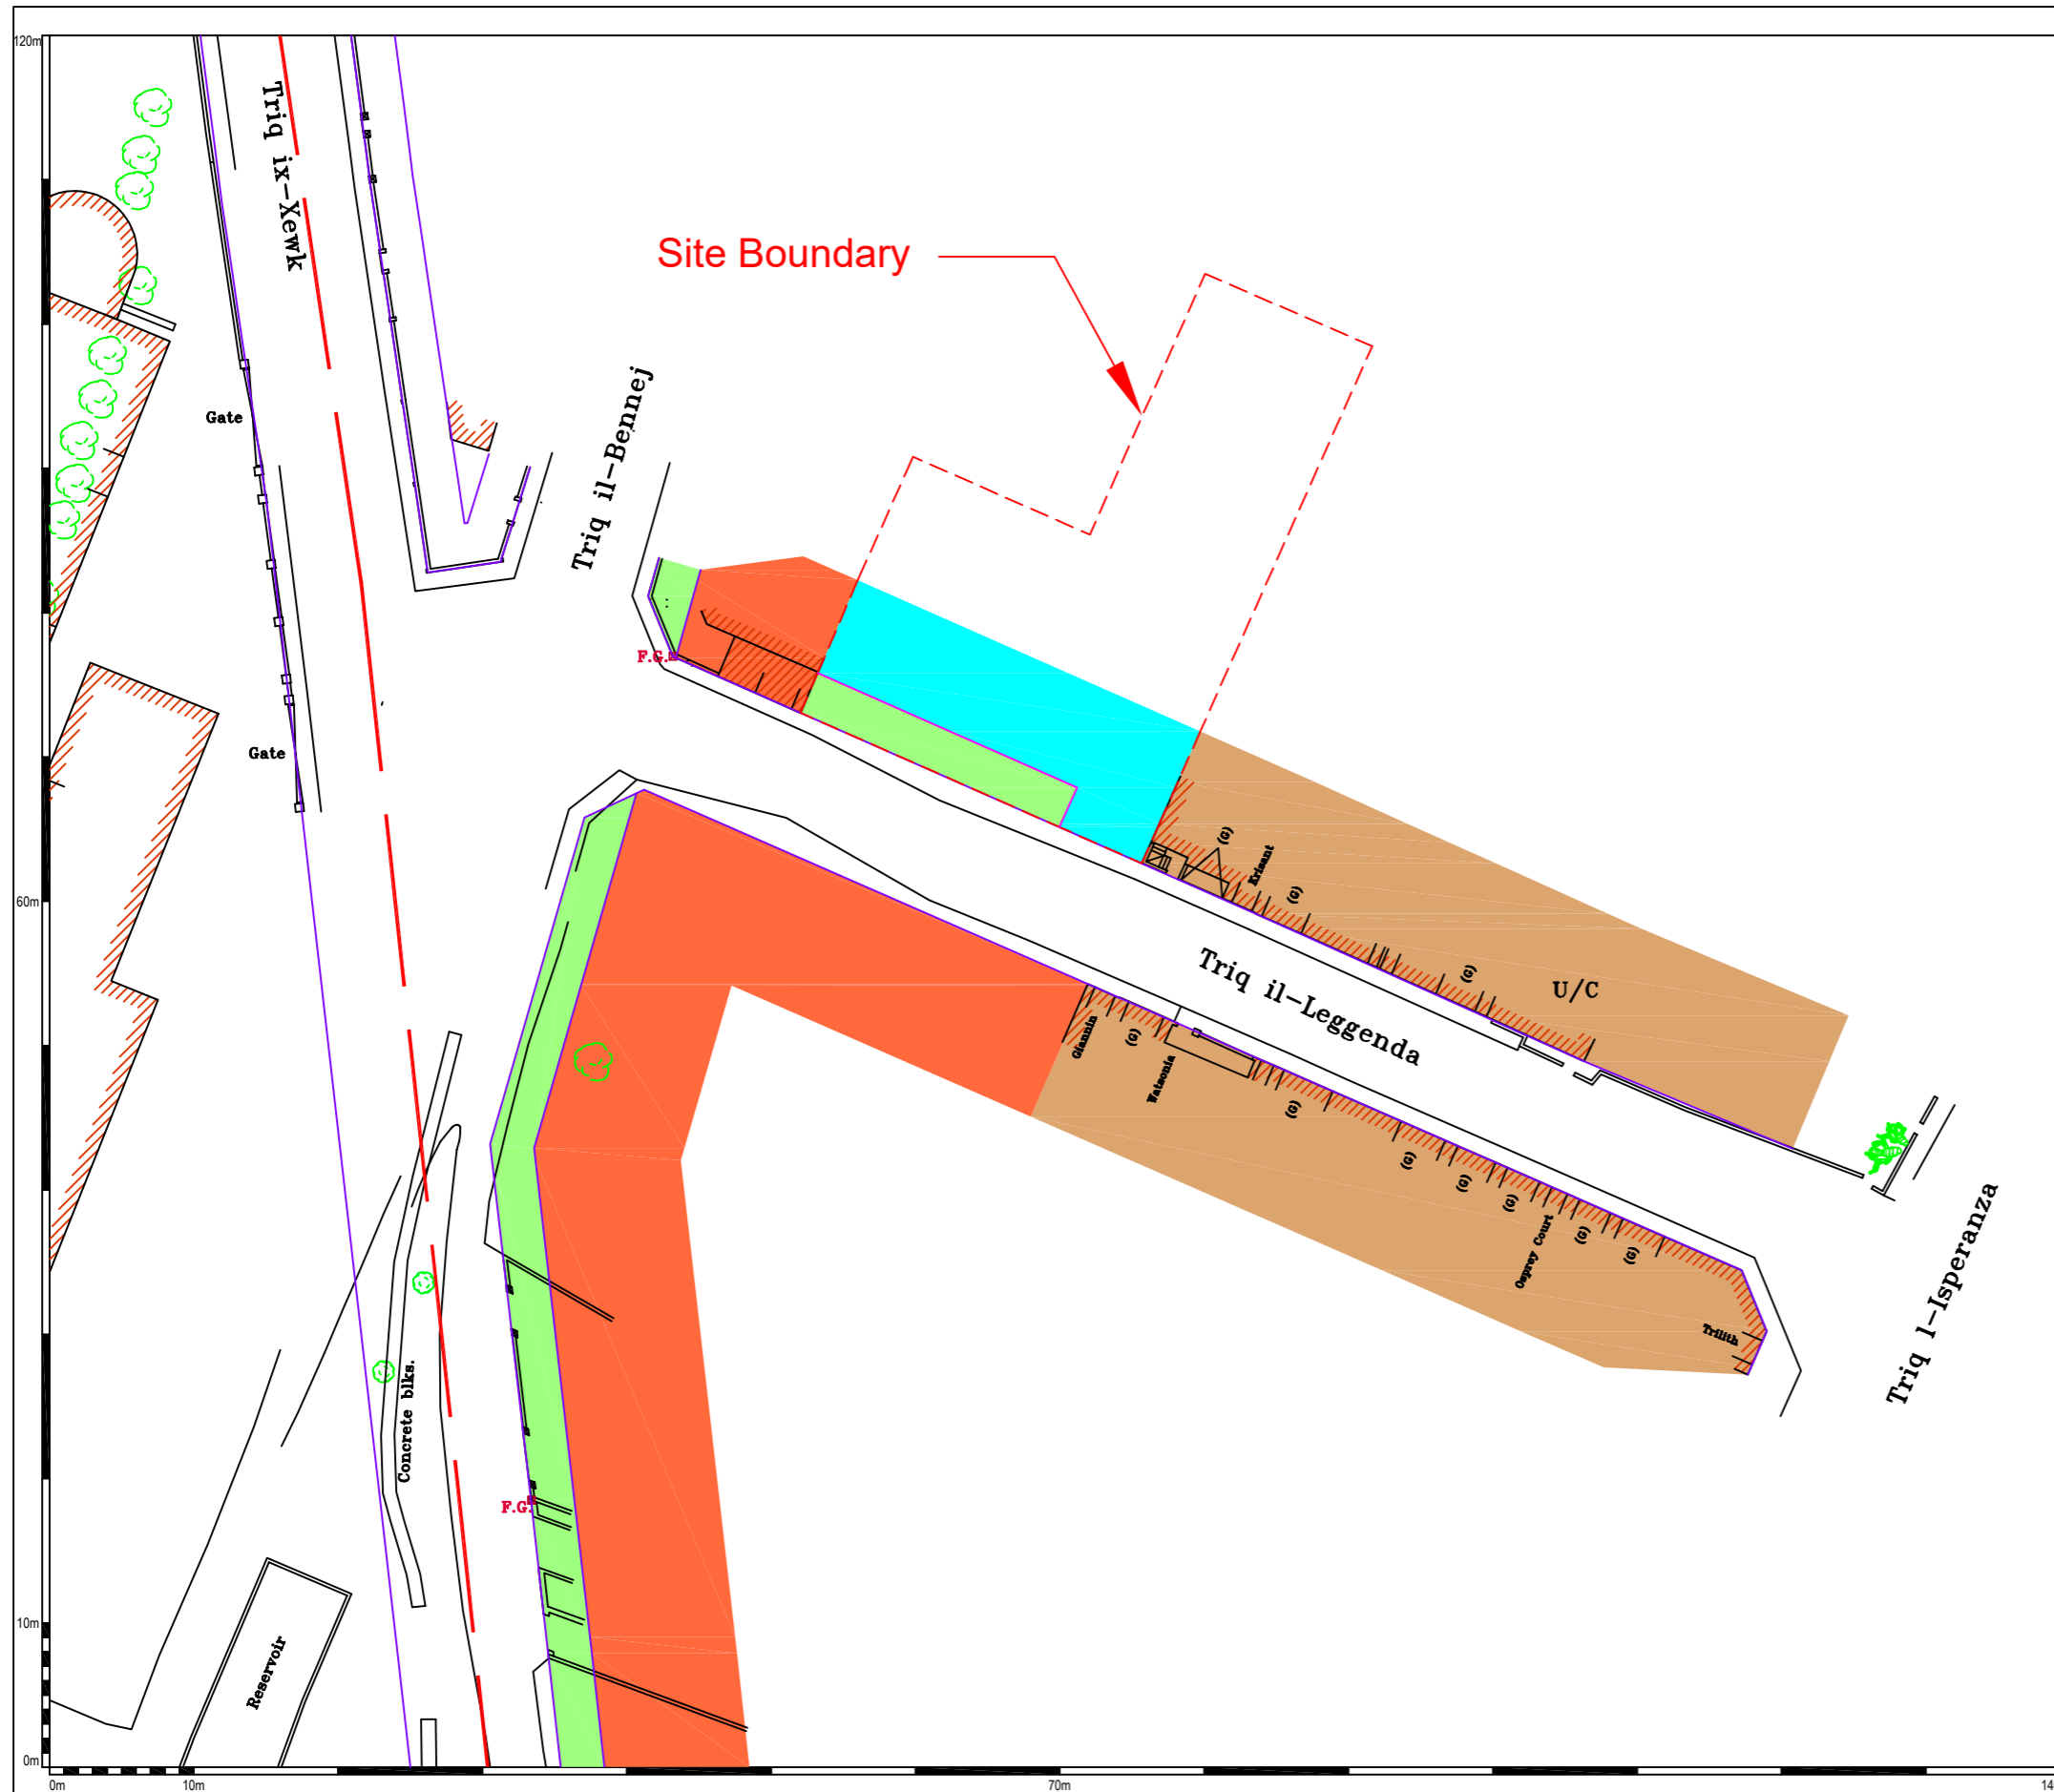 120m
Triq ix-Xewk
Site Boundary
Triq il-Bennej
Gate
F.G.
Gate
(G)
Krisant
(G)
60m
Triq il-Leggenda
(G)
U/C
Giannin
(G)
Watsonia
(G)
(G)
(G)
(G)
Osprey Court
(G)
(G)
Trilith
Triq l-Isperanza
Concrete blks.
F.G.
10m
Reservoir
0m
0m
10m
70m
14